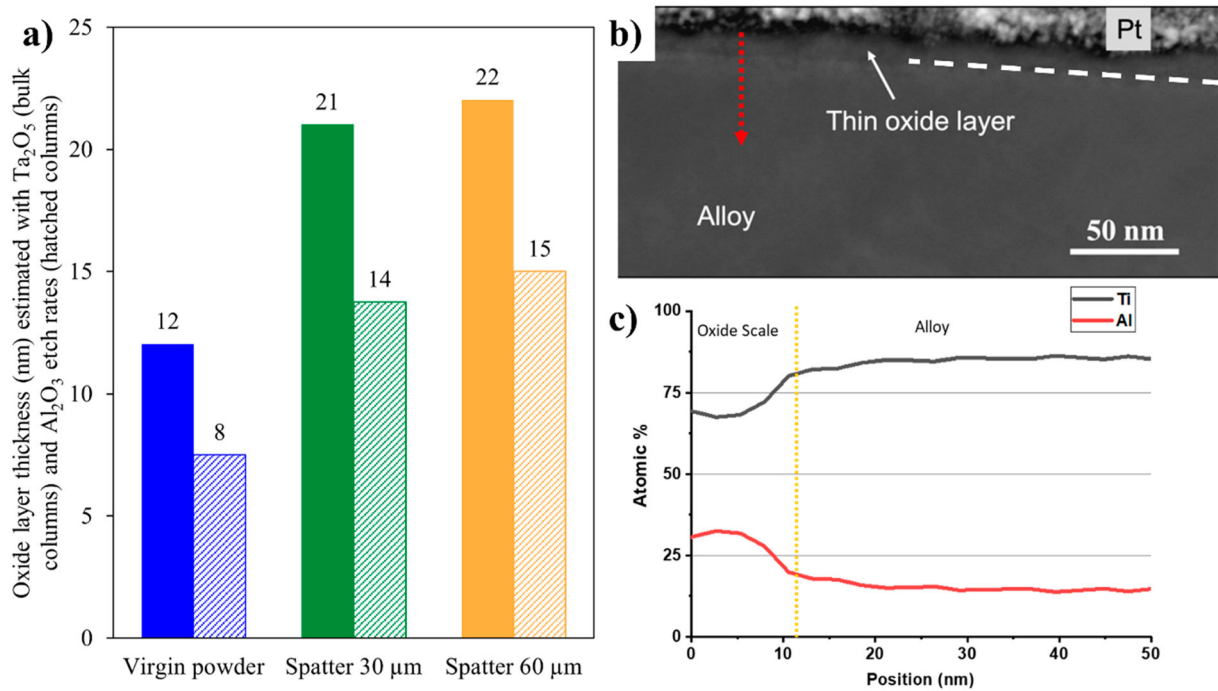 a)
Oxide layer thickness (nm) estimated with Ta₂O₅ (bulk
columns) and Al₂O₃ etch rates (hatched columns)
25
20
15
10
5
0
12
8
21
14
22
15
Virgin powder
Spatter 30 µm
Spatter 60 µm
b)
Pt
Thin oxide layer
Alloy
50 nm
c)
Ti
Al
Oxide Scale
Alloy
Atomic %
100
75
50
25
0
0
10
20
30
40
50
Position (nm)